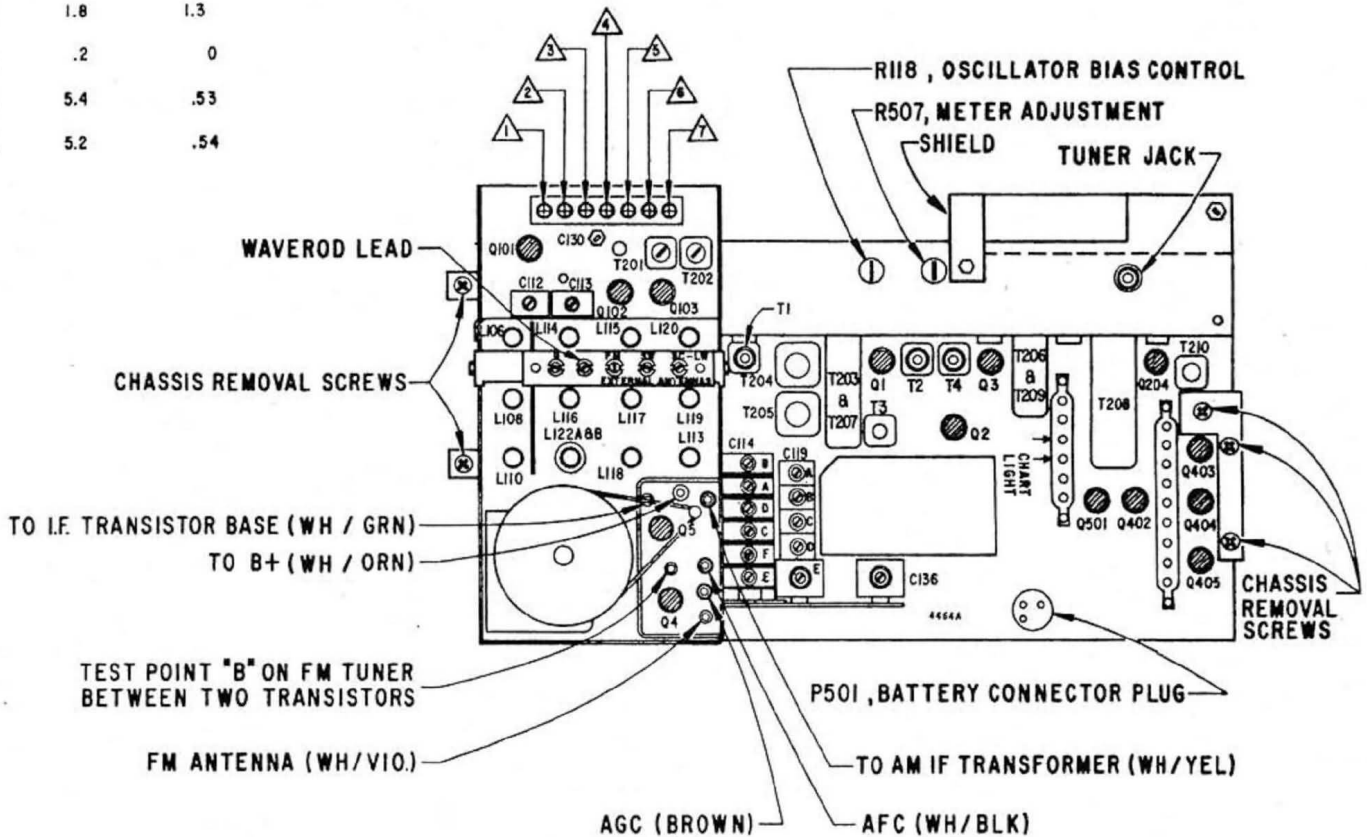 1.8 1.3
.2 0
5.4 .53
5.2 .54
4
3 5
2 6
1 7
R118 , OSCILLATOR BIAS CONTROL
R507, METER ADJUSTMENT
SHIELD
TUNER JACK
WAVEROD LEAD
Q101
C130
T201
T202
C112
C113
Q102
Q103
L106
L114
L115
L120
T1
FM
EXTERNAL ANTENNAS
CHASSIS REMOVAL SCREWS
T204
T203
&
T207
Q1
T2
T4
Q3
T206
&
T209
Q204
T210
L108
L116
L117
L119
T205
T3
T208
L122A&B
L113
Q2
L110
L118
C114
C119
CHART
LIGHT
Q403
B
A
D
C
F
E
A
B
C
D
E
TO I.F. TRANSISTOR BASE (WH / GRN)
TO B+ (WH / ORN)
Q5
Q501
Q402
Q404
Q405
Q4
C136
4464A
CHASSIS
REMOVAL
SCREWS
TEST POINT "B" ON FM TUNER
BETWEEN TWO TRANSISTORS
P501 , BATTERY CONNECTOR PLUG
FM ANTENNA (WH/VIO.)
TO AM IF TRANSFORMER (WH/YEL)
AGC (BROWN)
AFC (WH/BLK)